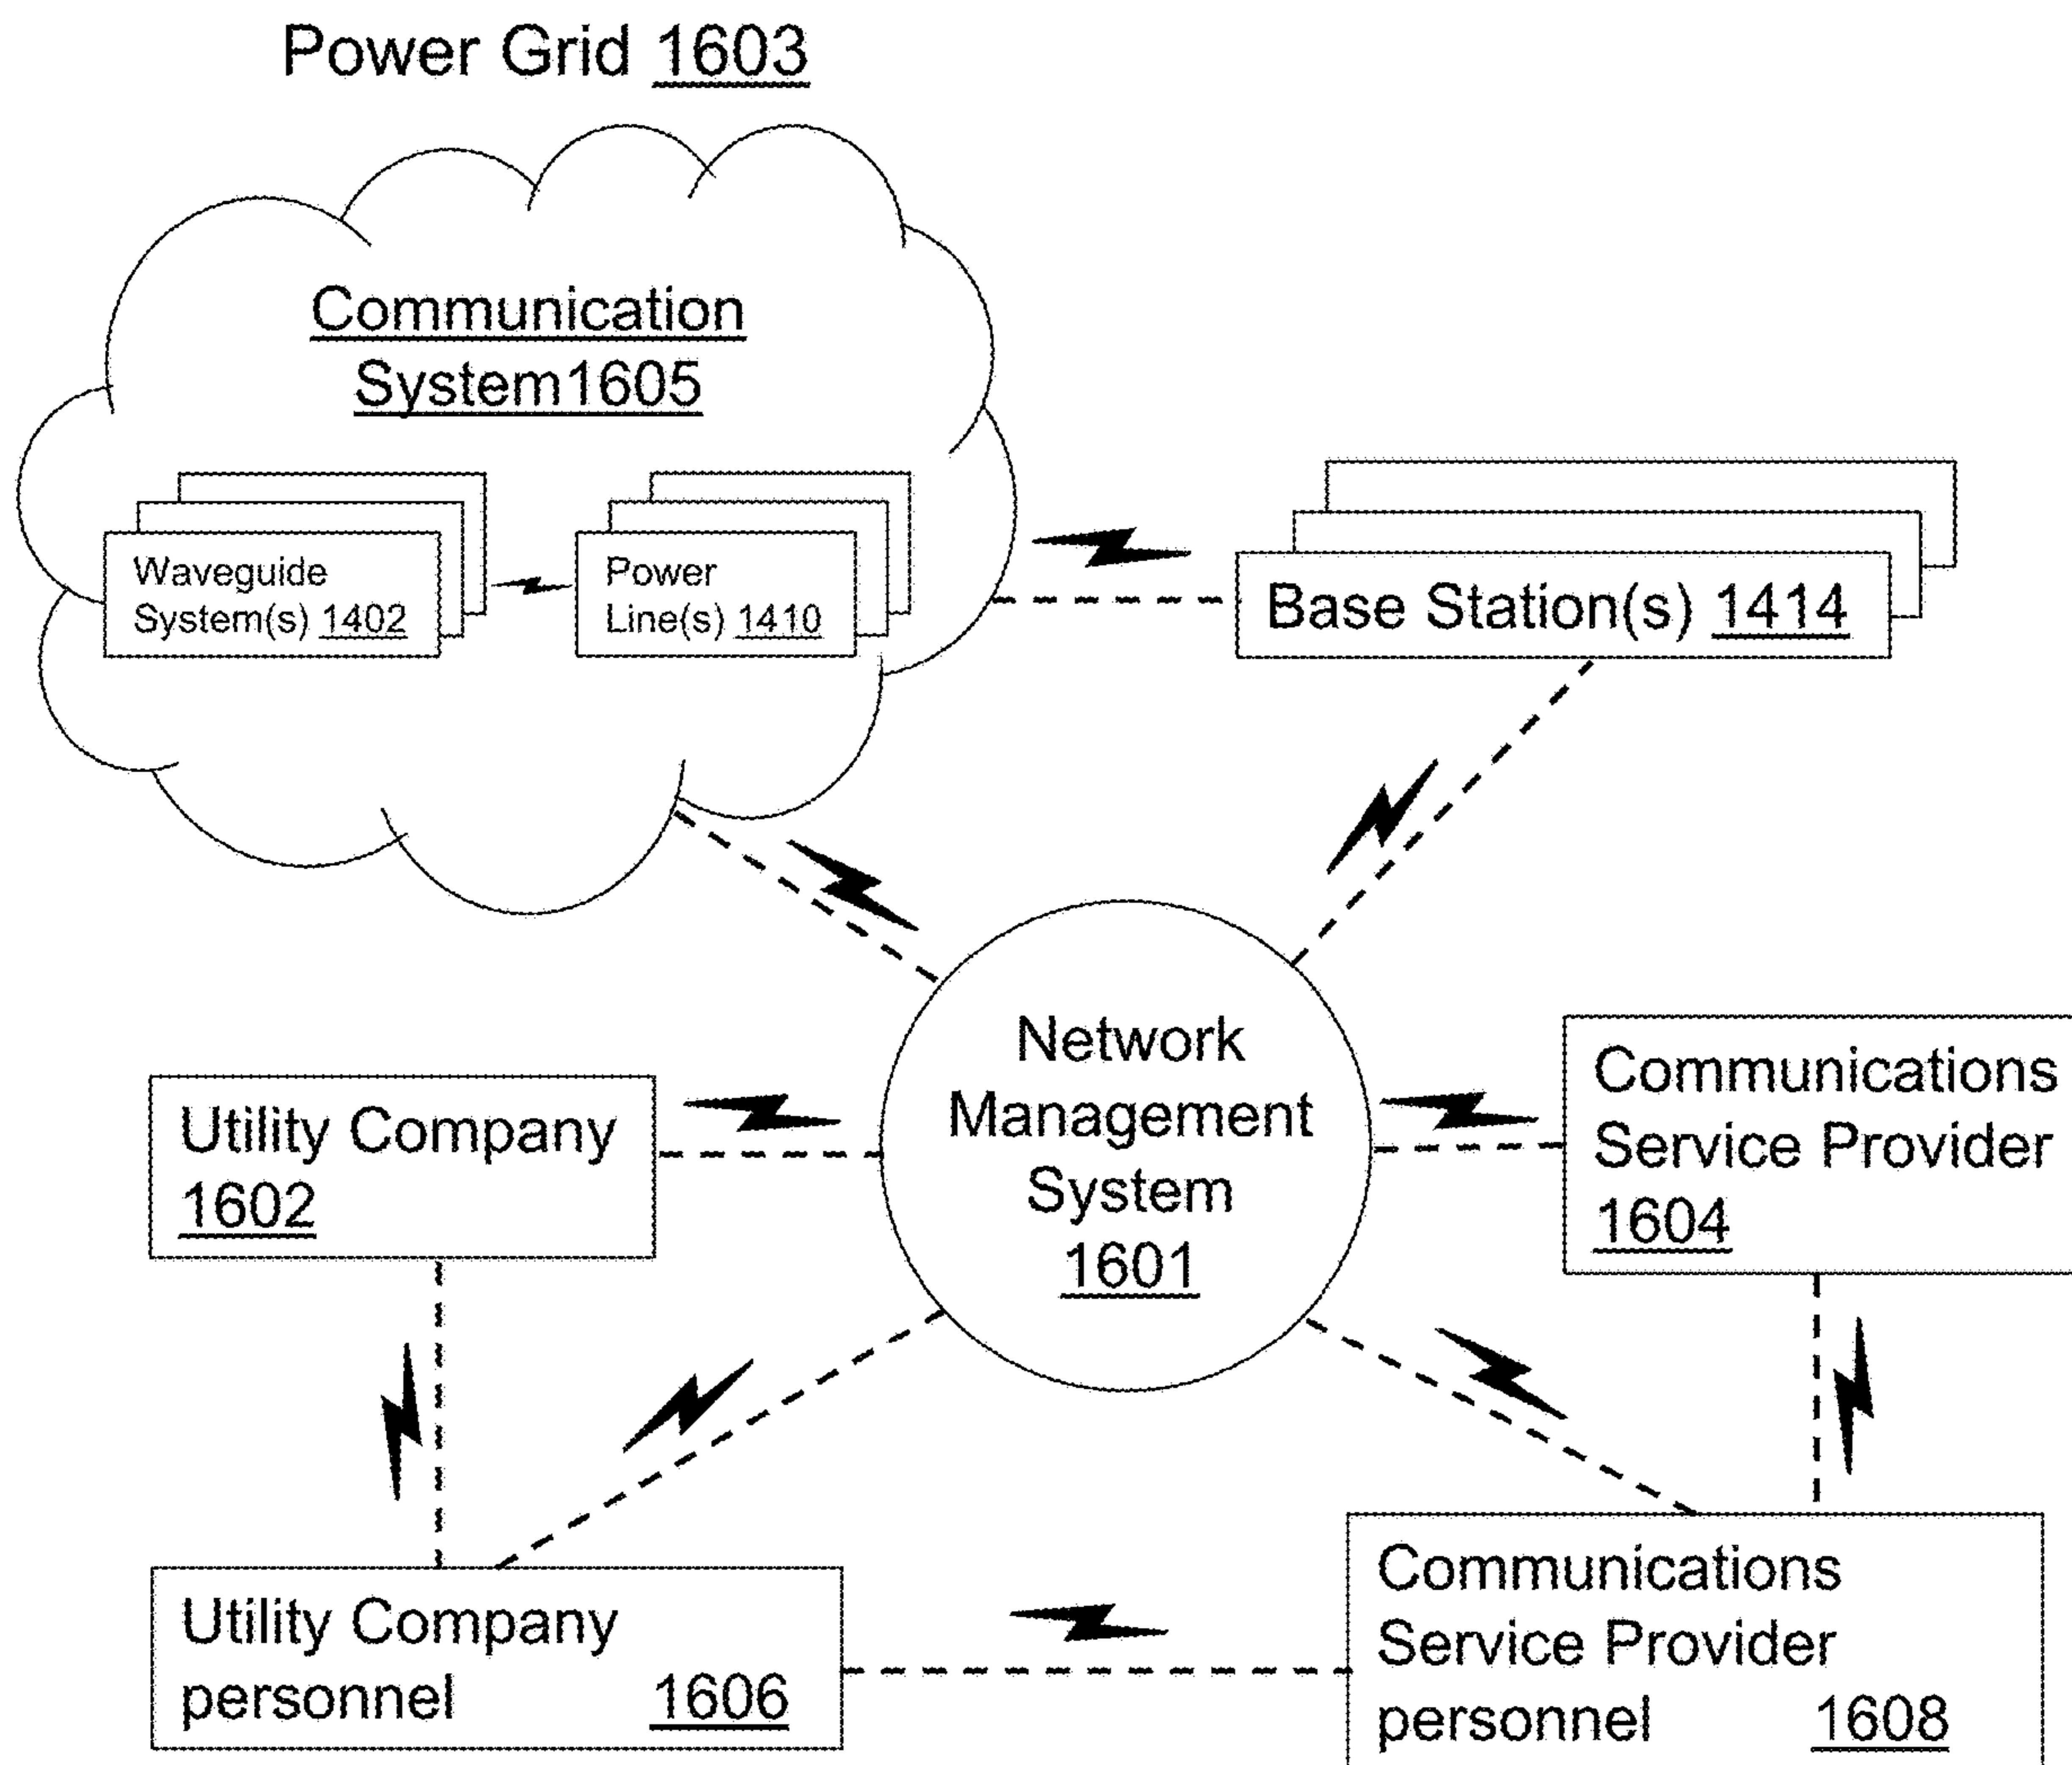 Power Grid 1603
Communication
System1605
Waveguide
System(s) 1402
Power
Line(s) 1410
Base Station(s) 1414
Network
Management
System
1601
Utility Company
1602
Communications
Service Provider
1604
Utility Company
personnel 1606
Communications
Service Provider
personnel 1608